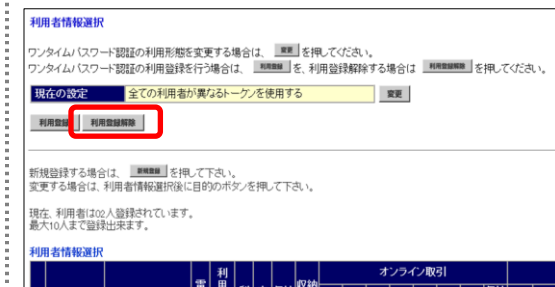 利用者情報選択
ワンタイムパスワード認証の利用形態を変更する場合は、 変更 を押してください。
ワンタイムパスワード認証の利用登録を行う場合は、 利用登録 を、利用登録解除する場合は 利用登録解除 を押してください。
現在の設定 全ての利用者が異なるトークンを使用する 変更
利用登録 利用登録解除
新規登録する場合は、 新規登録 を押して下さい。
変更する場合は、利用者情報選択後に目的のボタンを押して下さい。
現在、利用者は02人登録されています。
最大10人まで登録出来ます。
利用者情報選択
オンライン取引
電 利用 収納